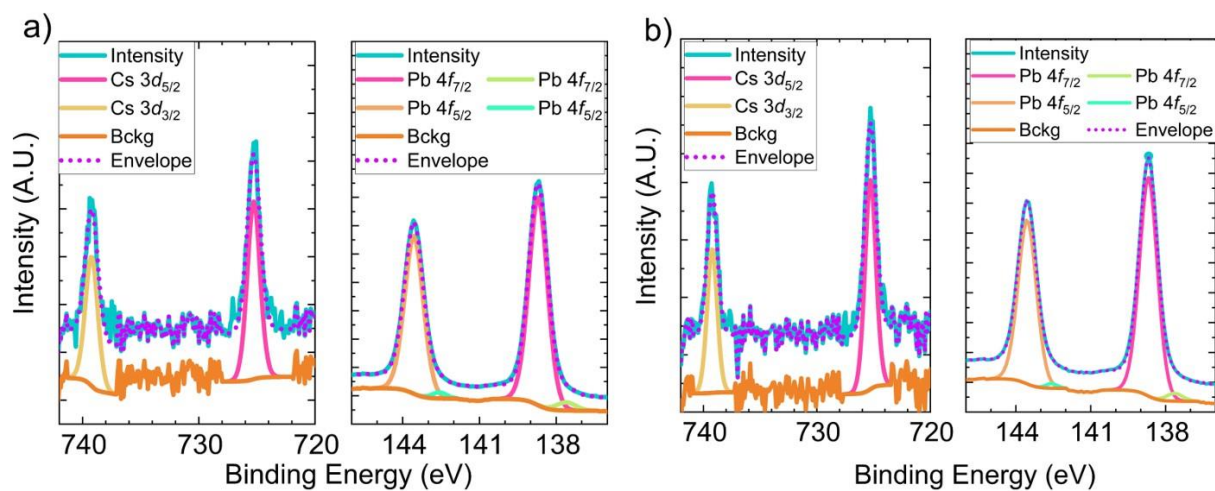 a)
Intensity (A.U.)
Intensity
Cs 3d5/2
Cs 3d3/2
Bckg
Envelope
740 730 720
Intensity
Pb 4f7/2 Pb 4f7/2
Pb 4f5/2 Pb 4f5/2
Bckg
Envelope
144 141 138
Binding Energy (eV)
b)
Intensity (A.U.)
Intensity
Cs 3d5/2
Cs 3d3/2
Bckg
Envelope
740 730 720
Intensity
Pb 4f7/2 Pb 4f7/2
Pb 4f5/2 Pb 4f5/2
Bckg Envelope
144 141 138
Binding Energy (eV)